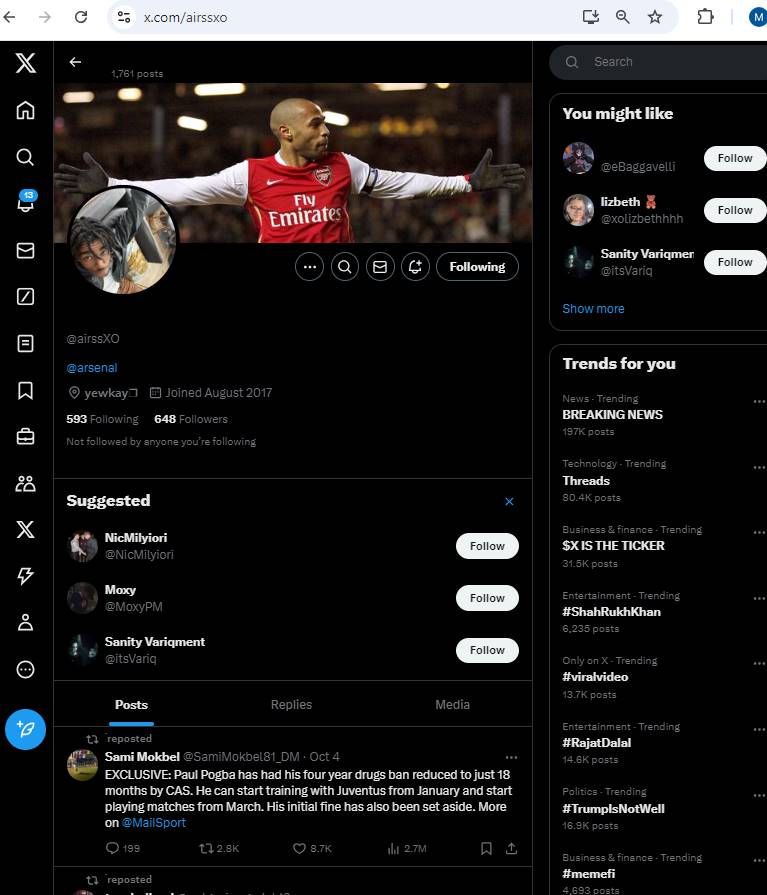 x.com/airssxo
M
13
1,761 posts
Fly
Emirates
Following
@airssXO
@arsenal
yewkay
Joined August 2017
593 Following 648 Followers
Not followed by anyone you're following
Suggested
NicMilyiori
@NicMilyiori
Follow
Moxy
@MoxyPM
Follow
Sanity Variqment
@itsVariq
Follow
Posts Replies Media
reposted
Sami Mokbel @SamiMokbel81_DM · Oct 4
EXCLUSIVE: Paul Pogba has had his four year drugs ban reduced to just 18
months by CAS. He can start training with Juventus from January and start
playing matches from March. His initial fine has also been set aside. More
on @MailSport
199 2.8K 8.7K 2.7M
reposted
Search
You might like
@eBaggavelli
Follow
lizbeth 🧸
@xolizbethhhh
Follow
Sanity Variqmen
@itsVariq
Follow
Show more
Trends for you
News · Trending
BREAKING NEWS
197K posts
Technology · Trending
Threads
80.4K posts
Business & finance · Trending
$X IS THE TICKER
31.5K posts
Entertainment · Trending
#ShahRukhKhan
6,235 posts
Only on X · Trending
#viralvideo
13.7K posts
Entertainment · Trending
#RajatDalal
14.6K posts
Politics · Trending
#TrumpIsNotWell
16.9K posts
Business & finance · Trending
#memefi
4,693 posts